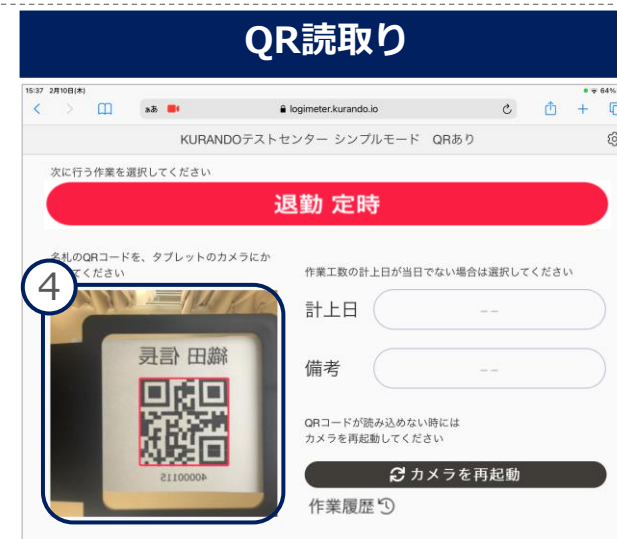 QR読取り
15:37 2月10日(木)
64%
ぁあ
logimeter.kurando.io
KURANDOテストセンター シンプルモード QRあり
次に行う作業を選択してください
退勤 定時
名札のQRコードを、タブレットのカメラにか
てください
4
織田 信長
40000115
作業工数の計上日が当日でない場合は選択してください
計上日
--
備考
--
QRコードが読み込めない時には
カメラを再起動してください
カメラを再起動
作業履歴